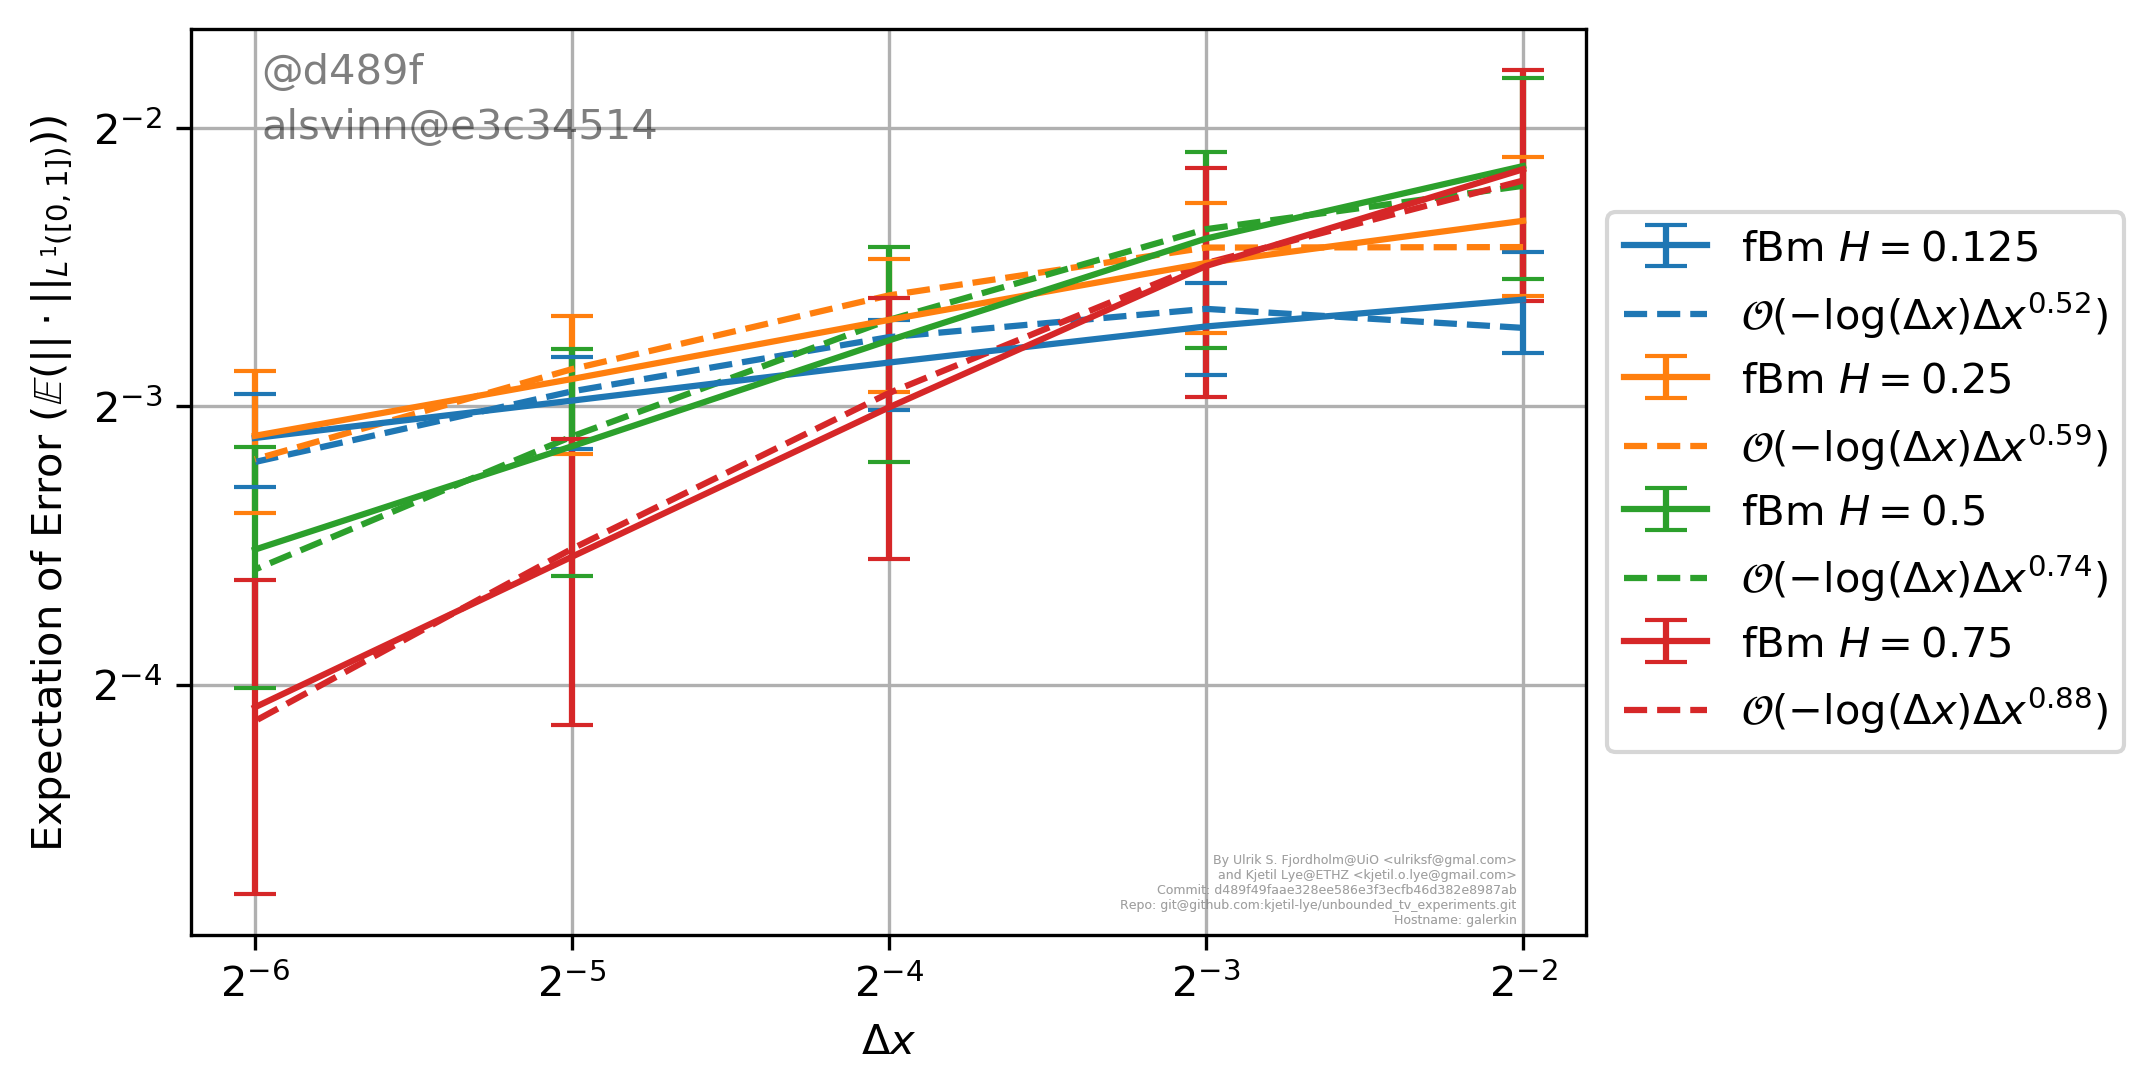 @d489f
alsvinn@e3c34514
Expectation of Error (𝔼(|| · ||_{L^1([0,1])}))
2^{-2}
2^{-3}
2^{-4}
2^{-6} 2^{-5} 2^{-4} 2^{-3} 2^{-2}
Δx
By Ulrik S. Fjordholm@UiO <ulriksf@gmal.com>
and Kjetil Lye@ETHZ <kjetil.o.lye@gmail.com>
Commit: d489f49faae328ee586e3f3ecfb46d382e8987ab
Repo: git@github.com:kjetil-lye/unbounded_tv_experiments.git
Hostname: galerkin
fBm H = 0.125
𝒪(−log(Δx)Δx^{0.52})
fBm H = 0.25
𝒪(−log(Δx)Δx^{0.59})
fBm H = 0.5
𝒪(−log(Δx)Δx^{0.74})
fBm H = 0.75
𝒪(−log(Δx)Δx^{0.88})